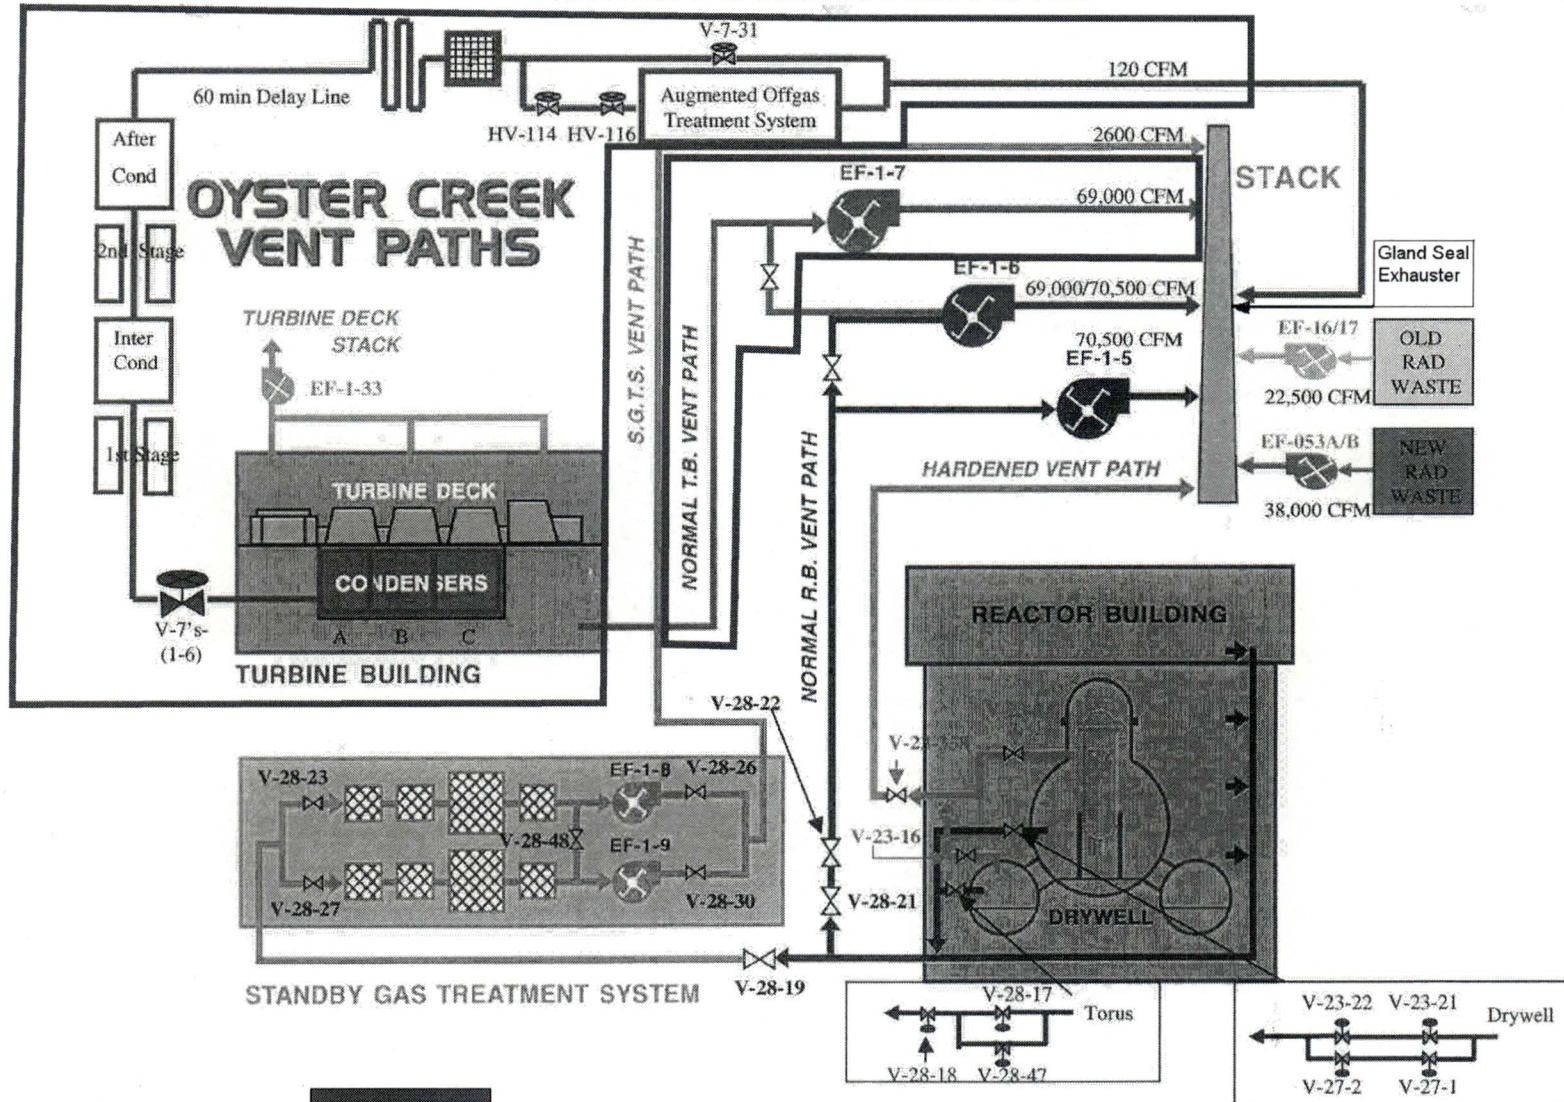 V-7-31
120 CFM
60 min Delay Line
Augmented Offgas
Treatment System
HV-114 HV-116
2600 CFM
After
Cond
STACK
EF-1-7
69,000 CFM
OYSTER CREEK
VENT PATHS
2nd Stage
Gland Seal
Exhauster
EF-1-6
69,000/70,500 CFM
TURBINE DECK
STACK
Inter
Cond
EF-16/17
OLD
RAD
WASTE
70,500 CFM
EF-1-5
22,500 CFM
EF-1-33
S.G.T.S. VENT PATH
NORMAL T.B. VENT PATH
NORMAL R.B. VENT PATH
1st Stage
EF-053A/B
NEW
RAD
WASTE
HARDENED VENT PATH
38,000 CFM
TURBINE DECK
CONDENSERS
A B C
V-7's-
(1-6)
TURBINE BUILDING
REACTOR BUILDING
V-28-22
V-28-23
EF-1-8
V-28-26
V-23-16
V-28-48
EF-1-9
V-28-27
V-28-30
V-28-21
DRYWELL
STANDBY GAS TREATMENT SYSTEM
V-28-19
V-28-17
Torus
V-28-18
V-28-47
V-23-22 V-23-21
Drywell
V-27-2 V-27-1